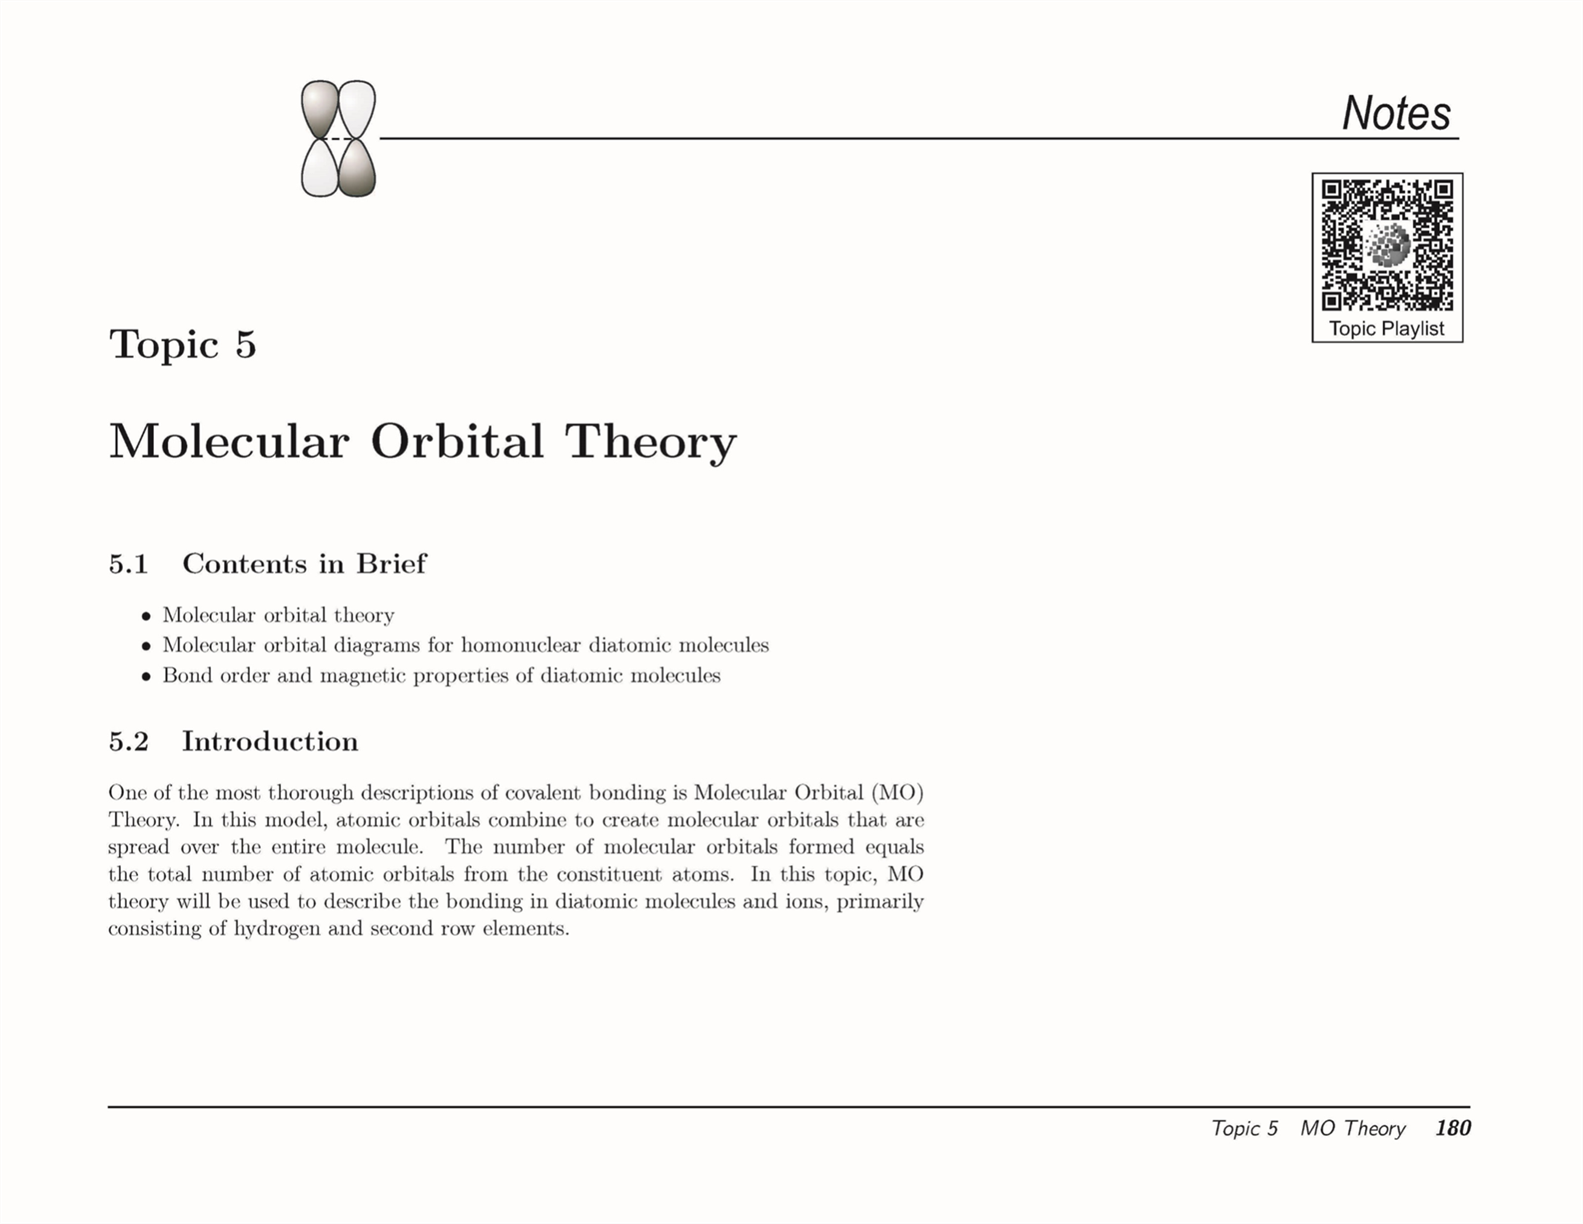 Notes
Topic Playlist
Topic 5
Molecular Orbital Theory
5.1 Contents in Brief
• Molecular orbital theory
• Molecular orbital diagrams for homonuclear diatomic molecules
• Bond order and magnetic properties of diatomic molecules
5.2 Introduction
One of the most thorough descriptions of covalent bonding is Molecular Orbital (MO)
Theory. In this model, atomic orbitals combine to create molecular orbitals that are
spread over the entire molecule. The number of molecular orbitals formed equals
the total number of atomic orbitals from the constituent atoms. In this topic, MO
theory will be used to describe the bonding in diatomic molecules and ions, primarily
consisting of hydrogen and second row elements.
Topic 5 MO Theory 180